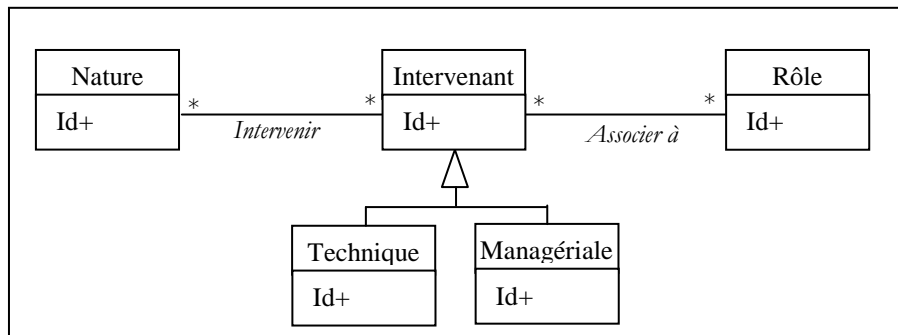 Nature
Id+
*
Intervenir
*
Intervenant
Id+
*
Associer à
*
Rôle
Id+
Technique
Id+
Managériale
Id+